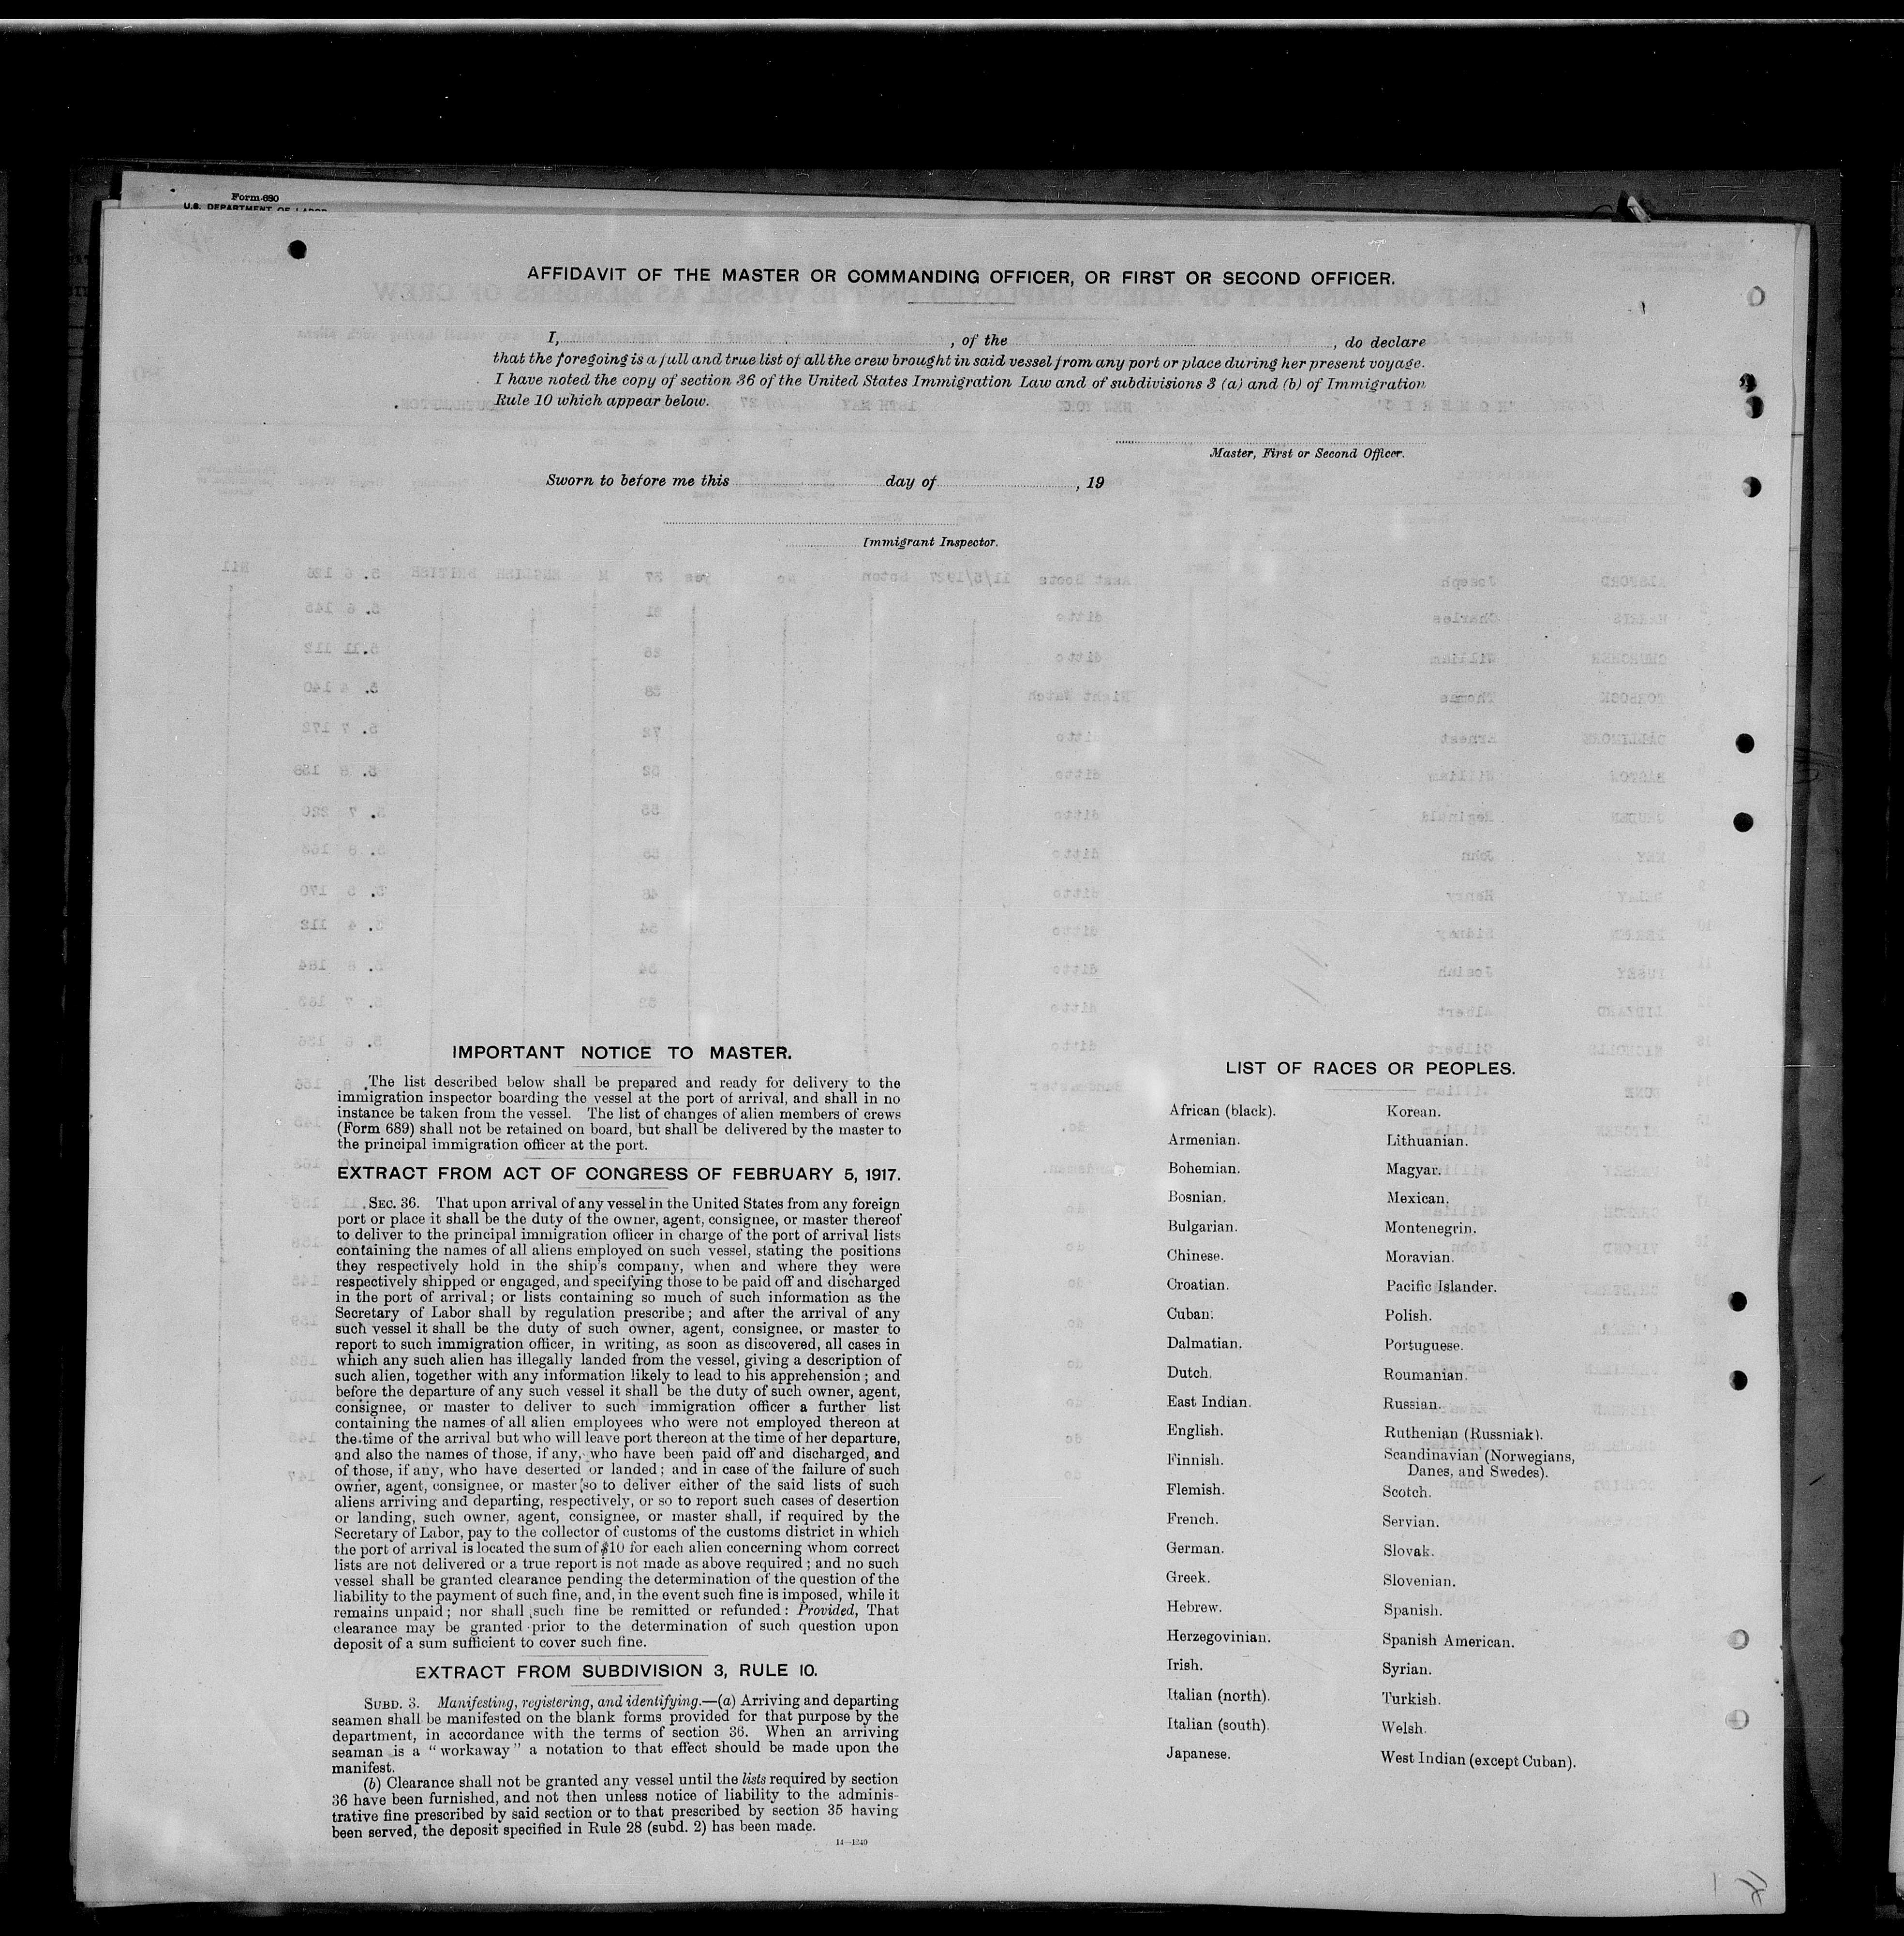 Form 680
U.S. DEPARTMENT OF LABOR
AFFIDAVIT OF THE MASTER OR COMMANDING OFFICER, OR FIRST OR SECOND OFFICER.
I, , of the , do declare
that the foregoing is a full and true list of all the crew brought in said vessel from any port or place during her present voyage.
I have noted the copy of section 36 of the United States Immigration Law and of subdivisions 3 (a) and (b) of Immigration
Rule 10 which appear below.
Master, First or Second Officer.
Sworn to before me this day of , 19
Immigrant Inspector.
IMPORTANT NOTICE TO MASTER.
The list described below shall be prepared and ready for delivery to the
immigration inspector boarding the vessel at the port of arrival, and shall in no
instance be taken from the vessel. The list of changes of alien members of crews
(Form 689) shall not be retained on board, but shall be delivered by the master to
the principal immigration officer at the port.
EXTRACT FROM ACT OF CONGRESS OF FEBRUARY 5, 1917.
SEC. 36. That upon arrival of any vessel in the United States from any foreign
port or place it shall be the duty of the owner, agent, consignee, or master thereof
to deliver to the principal immigration officer in charge of the port of arrival lists
containing the names of all aliens employed on such vessel, stating the positions
they respectively hold in the ship's company, when and where they were
respectively shipped or engaged, and specifying those to be paid off and discharged
in the port of arrival; or lists containing so much of such information as the
Secretary of Labor shall by regulation prescribe; and after the arrival of any
such vessel it shall be the duty of such owner, agent, consignee, or master to
report to such immigration officer, in writing, as soon as discovered, all cases in
which any such alien has illegally landed from the vessel, giving a description of
such alien, together with any information likely to lead to his apprehension; and
before the departure of any such vessel it shall be the duty of such owner, agent,
consignee, or master to deliver to such immigration officer a further list
containing the names of all alien employees who were not employed thereon at
the time of the arrival but who will leave port thereon at the time of her departure,
and also the names of those, if any, who have been paid off and discharged, and
of those, if any, who have deserted or landed; and in case of the failure of such
owner, agent, consignee, or master so to deliver either of the said lists of such
aliens arriving and departing, respectively, or so to report such cases of desertion
or landing, such owner, agent, consignee, or master shall, if required by the
Secretary of Labor, pay to the collector of customs of the customs district in which
the port of arrival is located the sum of $10 for each alien concerning whom correct
lists are not delivered or a true report is not made as above required; and no such
vessel shall be granted clearance pending the determination of the question of the
liability to the payment of such fine, and, in the event such fine is imposed, while it
remains unpaid; nor shall such fine be remitted or refunded: Provided, That
clearance may be granted prior to the determination of such question upon
deposit of a sum sufficient to cover such fine.
EXTRACT FROM SUBDIVISION 3, RULE 10.
SUBD. 3. Manifesting, registering, and identifying.—(a) Arriving and departing
seamen shall be manifested on the blank forms provided for that purpose by the
department, in accordance with the terms of section 36. When an arriving
seaman is a "workaway" a notation to that effect should be made upon the
manifest.
(b) Clearance shall not be granted any vessel until the lists required by section
36 have been furnished, and not then unless notice of liability to the adminis-
trative fine prescribed by said section or to that prescribed by section 35 having
been served, the deposit specified in Rule 28 (subd. 2) has been made.
14—1240
LIST OF RACES OR PEOPLES.
African (black).
Armenian.
Bohemian.
Bosnian.
Bulgarian.
Chinese.
Croatian.
Cuban.
Dalmatian.
Dutch.
East Indian.
English.
Finnish.
Flemish.
French.
German.
Greek.
Hebrew.
Herzegovinian.
Irish.
Italian (north).
Italian (south).
Japanese.
Korean.
Lithuanian.
Magyar.
Mexican.
Montenegrin.
Moravian.
Pacific Islander.
Polish.
Portuguese.
Roumanian.
Russian.
Ruthenian (Russniak).
Scandinavian (Norwegians,
Danes, and Swedes).
Scotch.
Servian.
Slovak.
Slovenian.
Spanish.
Spanish American.
Syrian.
Turkish.
Welsh.
West Indian (except Cuban).